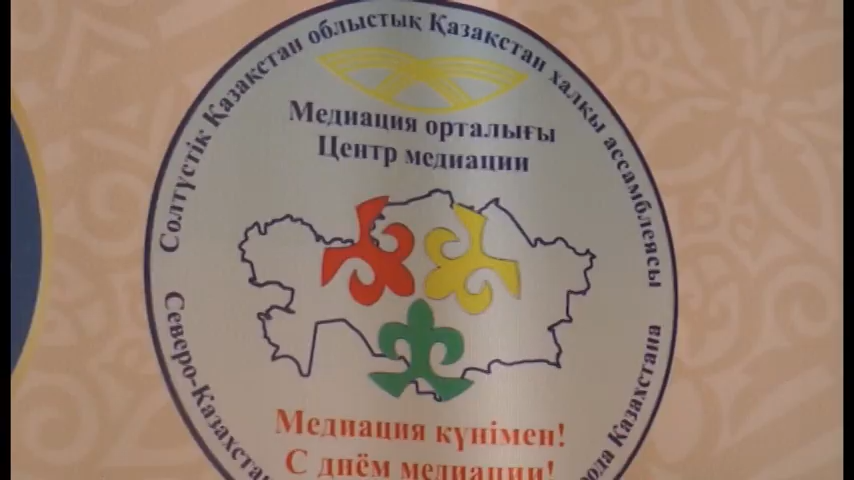 Солтүстік Қазақстан облыстық Қазақстан халқы ассамблеясы
Медиация орталығы
Центр медиации
Медиация күнімен!
С днём медиации!
Северо-Казахстан
рода Казахстана